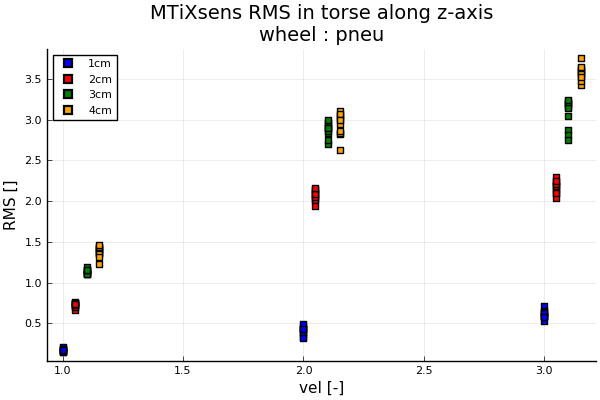 MTiXsens RMS in torse along z-axis
wheel : pneu
1cm
2cm
3cm
4cm
RMS []
3.5
3.0
2.5
2.0
1.5
1.0
0.5
1.0
1.5
2.0
2.5
3.0
vel [-]